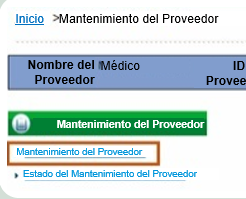 Inicio >Mantenimiento del Proveedor
Nombre del Médico ID
Proveedor Provee
Mantenimiento del Proveedor
Mantenimiento del Proveedor
Estado del Mantenimiento del Proveedor